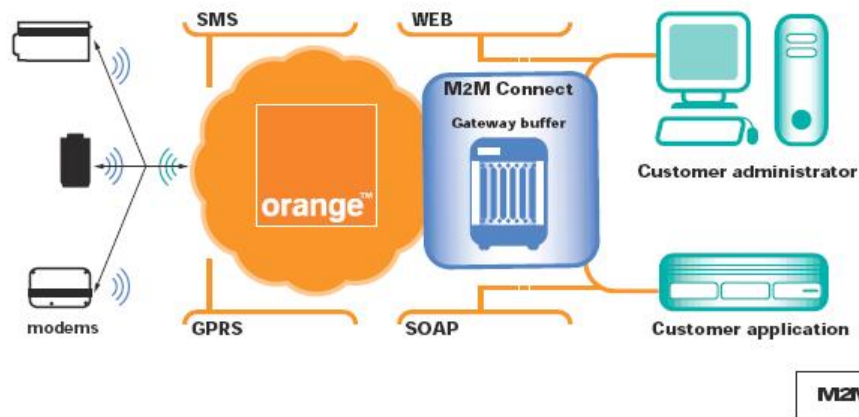 SMS
WEB
M2M Connect
Gateway buffer
orange™
Customer administrator
modems
GPRS
SOAP
Customer application